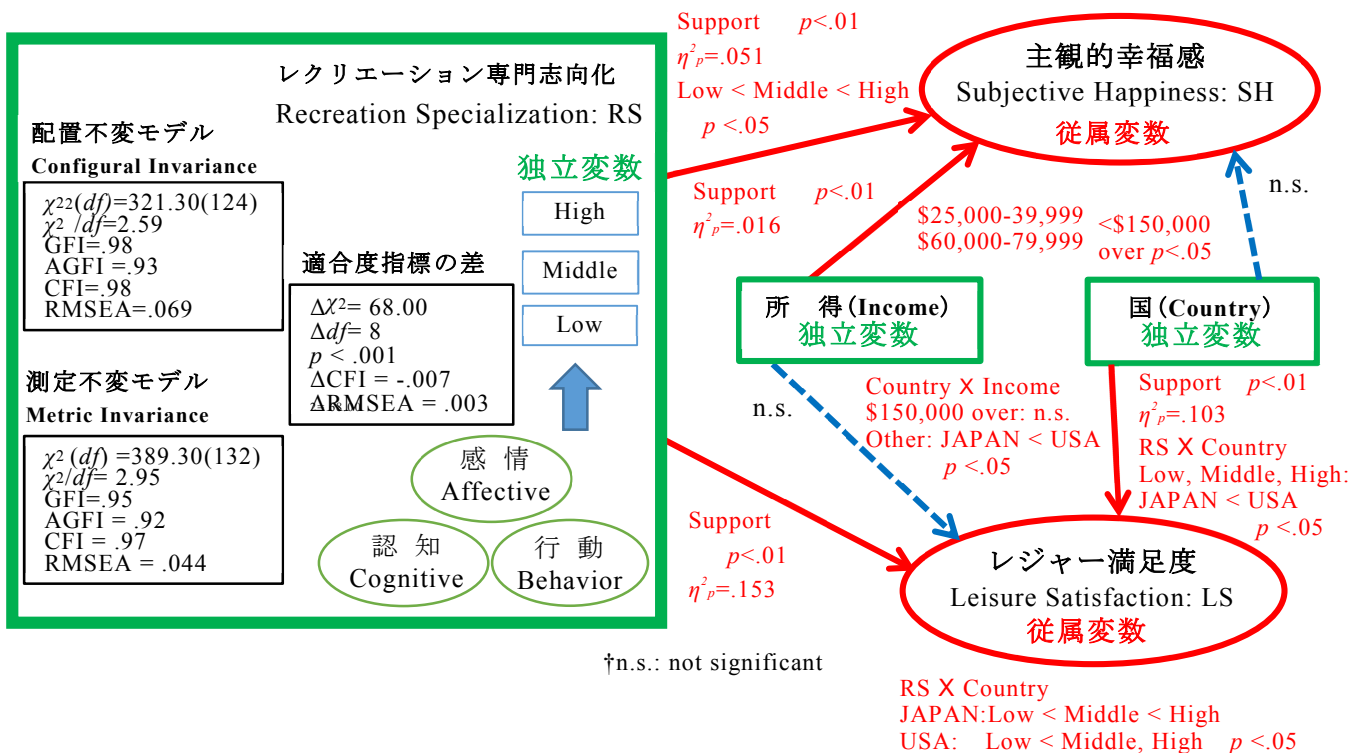 レクリエーション専門志向化
Recreation Specialization: RS
配置不変モデル
Configural Invariance
χ²²(df)=321.30(124)
χ² /df=2.59
GFI=.98
AGFI =.93
CFI=.98
RMSEA=.069
測定不変モデル
Metric Invariance
χ² (df) =389.30(132)
χ²/df= 2.95
GFI=.95
AGFI = .92
CFI = .97
RMSEA = .044
適合度指標の差
Δχ²= 68.00
Δdf= 8
p < .001
ΔCFI = -.007
ΔRMSEA = .003
独立変数
High
Middle
Low
感 情
Affective
認 知
Cognitive
行 動
Behavior
Support p<.01
η²ₚ=.051
Low < Middle < High
p <.05
Support p<.01
η²ₚ=.016
$25,000-39,999
$60,000-79,999
<$150,000
over p<.05
主観的幸福感
Subjective Happiness: SH
従属変数
n.s.
所 得(Income)
独立変数
国(Country)
独立変数
n.s.
Country X Income
$150,000 over: n.s.
Other: JAPAN < USA
p <.05
Support p<.01
η²ₚ=.103
RS X Country
Low, Middle, High:
JAPAN < USA
p <.05
Support
p<.01
η²ₚ=.153
レジャー満足度
Leisure Satisfaction: LS
従属変数
†n.s.: not significant
RS X Country
JAPAN:Low < Middle < High
USA: Low < Middle, High p <.05